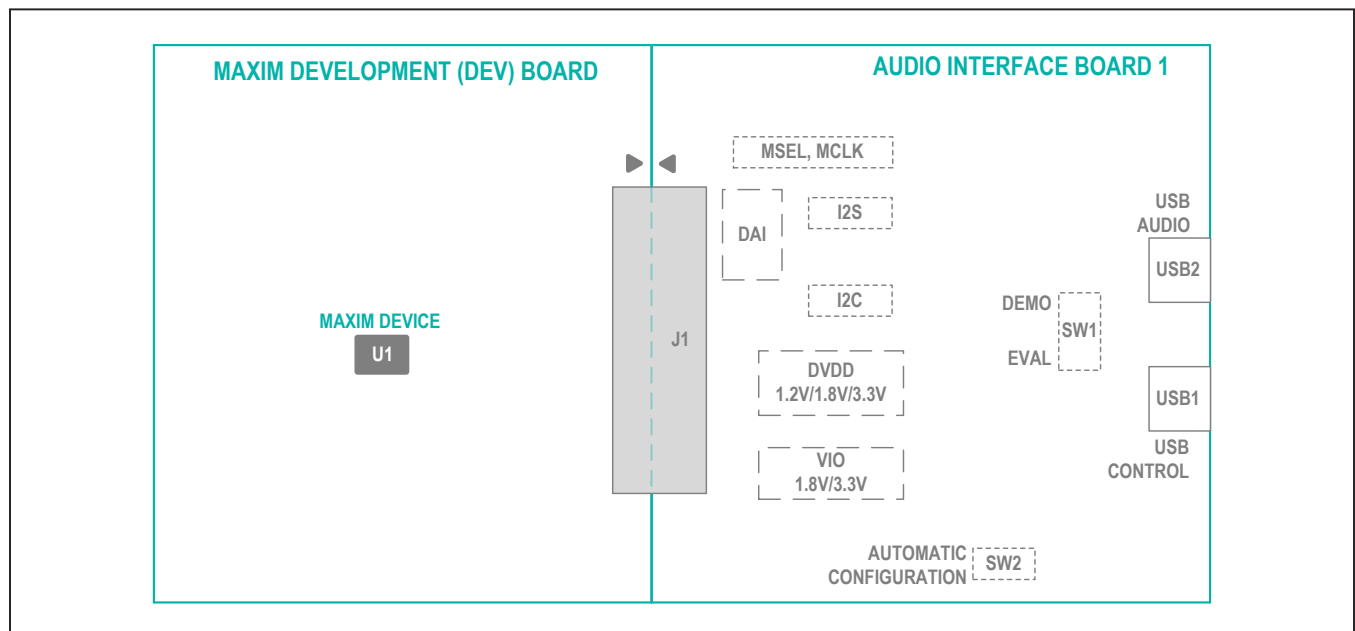 MAXIM DEVELOPMENT (DEV) BOARD
AUDIO INTERFACE BOARD 1
MSEL, MCLK
I2S
DAI
USB
AUDIO
USB2
I2C
DEMO
SW1
EVAL
MAXIM DEVICE
U1
J1
DVDD
1.2V/1.8V/3.3V
USB1
USB
CONTROL
VIO
1.8V/3.3V
AUTOMATIC
CONFIGURATION
SW2